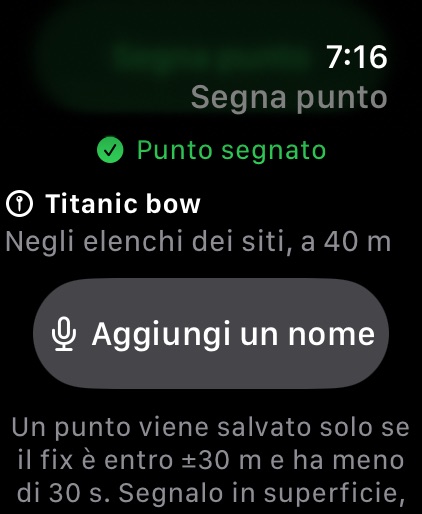 7:16
Segna punto
Punto segnato
Titanic bow
Negli elenchi dei siti, a 40 m
Aggiungi un nome
Un punto viene salvato solo se
il fix è entro ±30 m e ha meno
di 30 s. Segnalo in superficie,